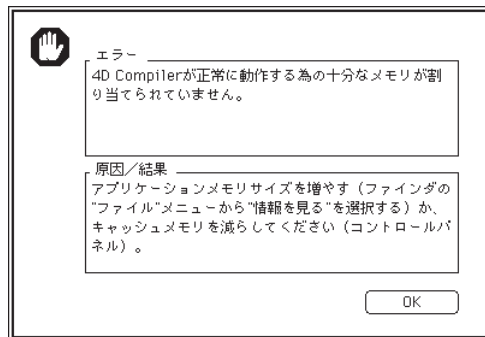 エラー
4D Compilerが正常に動作する為の十分なメモリが割
り当てられていません。
原因／結果
アプリケーションメモリサイズを増やす（ファインダの
"ファイル"メニューから"情報を見る"を選択する）か、
キャッシュメモリを減らしてください（コントロールパ
ネル）。
OK